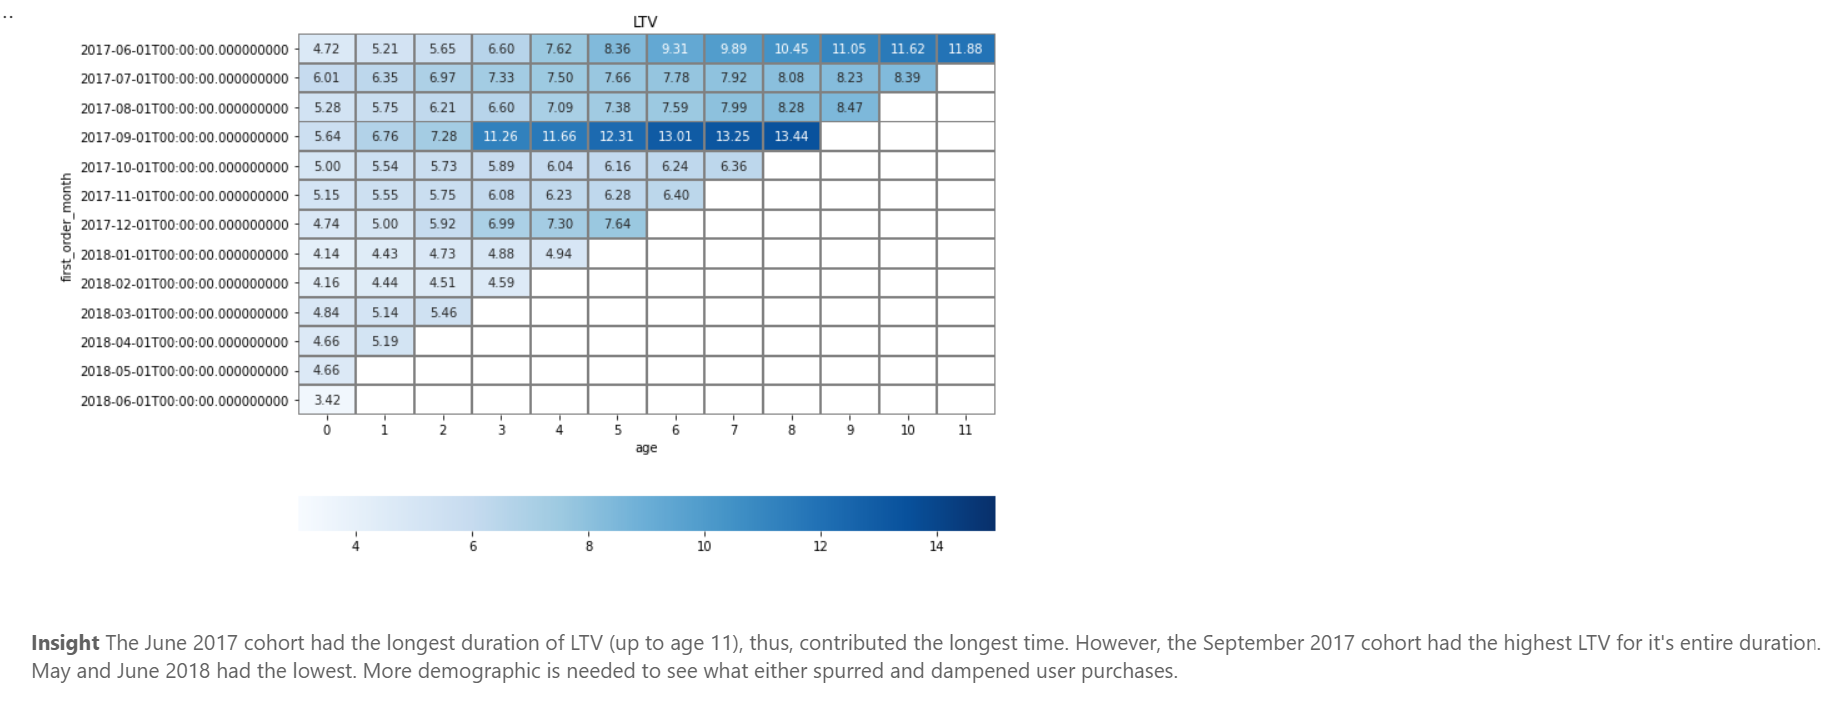 ..
LTV
2017-06-01T00:00:00.000000000 4.72 5.21 5.65 6.60 7.62 8.36 9.31 9.89 10.45 11.05 11.62 11.88
2017-07-01T00:00:00.000000000 6.01 6.35 6.97 7.33 7.50 7.66 7.78 7.92 8.08 8.23 8.39
2017-08-01T00:00:00.000000000 5.28 5.75 6.21 6.60 7.09 7.38 7.59 7.99 8.28 8.47
2017-09-01T00:00:00.000000000 5.64 6.76 7.28 11.26 11.66 12.31 13.01 13.25 13.44
2017-10-01T00:00:00.000000000 5.00 5.54 5.73 5.89 6.04 6.16 6.24 6.36
2017-11-01T00:00:00.000000000 5.15 5.55 5.75 6.08 6.23 6.28 6.40
2017-12-01T00:00:00.000000000 4.74 5.00 5.92 6.99 7.30 7.64
2018-01-01T00:00:00.000000000 4.14 4.43 4.73 4.88 4.94
2018-02-01T00:00:00.000000000 4.16 4.44 4.51 4.59
2018-03-01T00:00:00.000000000 4.84 5.14 5.46
2018-04-01T00:00:00.000000000 4.66 5.19
2018-05-01T00:00:00.000000000 4.66
2018-06-01T00:00:00.000000000 3.42
first_order_month
0 1 2 3 4 5 6 7 8 9 10 11
age
4 6 8 10 12 14
Insight The June 2017 cohort had the longest duration of LTV (up to age 11), thus, contributed the longest time. However, the September 2017 cohort had the highest LTV for it's entire duration.
May and June 2018 had the lowest. More demographic is needed to see what either spurred and dampened user purchases.